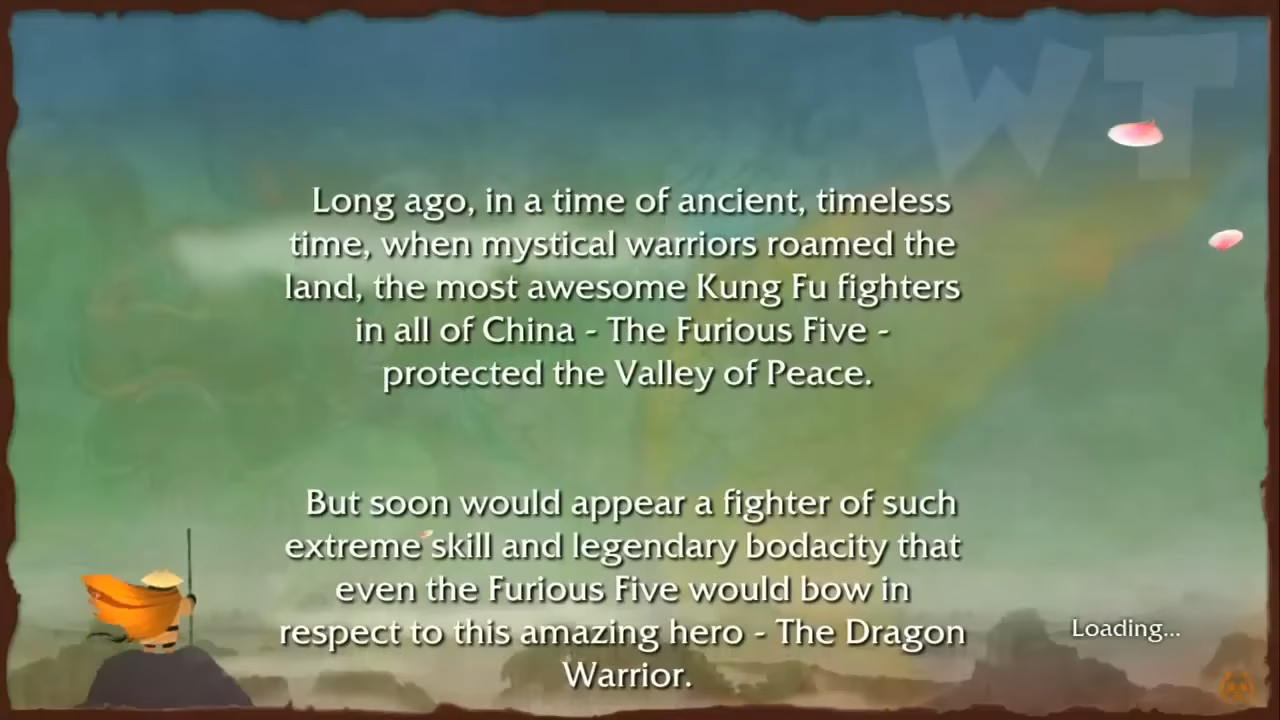 WT
Long ago, in a time of ancient, timeless
time, when mystical warriors roamed the
land, the most awesome Kung Fu fighters
in all of China - The Furious Five -
protected the Valley of Peace.
But soon would appear a fighter of such
extreme skill and legendary bodacity that
even the Furious Five would bow in
respect to this amazing hero - The Dragon
Warrior.
Loading...